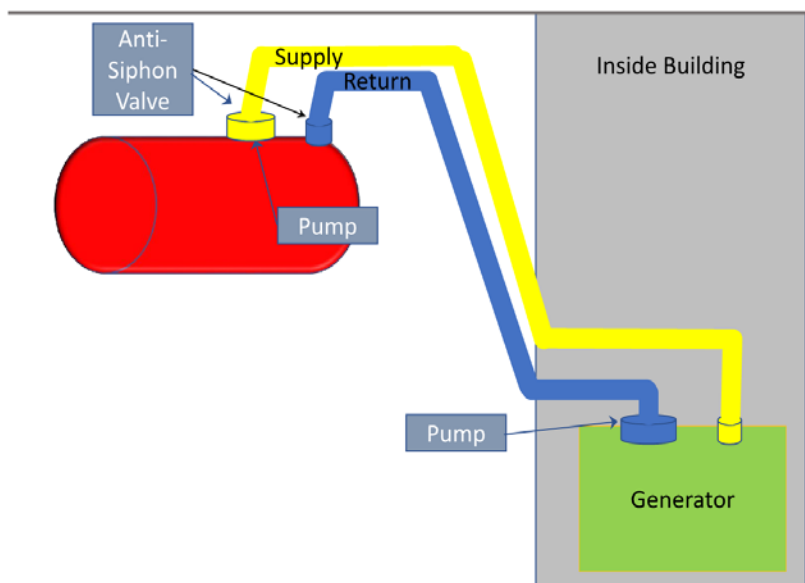 Anti-
Siphon
Valve
Supply
Return
Inside Building
Pump
Pump
Generator